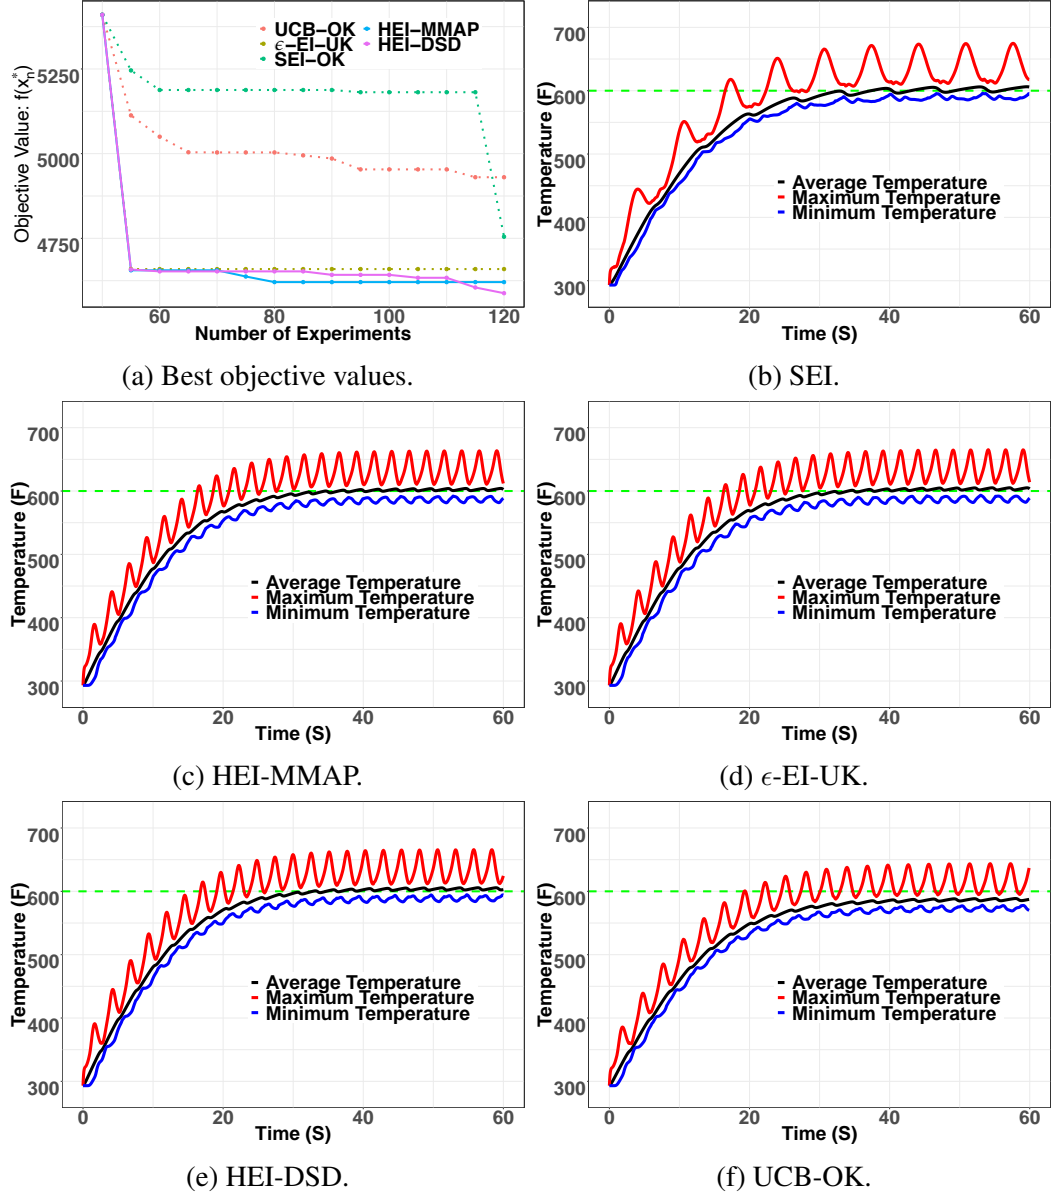 UCB−OK HEI−MMAP
ϵ−EI−UK HEI−DSD
SEI−OK
Objective Value: f(x*n)
5250
5000
4750
60 80 100 120
Number of Experiments
(a) Best objective values.
Temperature (F)
700
600
500
400
300
Average Temperature
Maximum Temperature
Minimum Temperature
0 20 40 60
Time (S)
(b) SEI.
Temperature (F)
700
600
500
400
300
Average Temperature
Maximum Temperature
Minimum Temperature
0 20 40 60
Time (S)
(c) HEI-MMAP.
Temperature (F)
700
600
500
400
300
Average Temperature
Maximum Temperature
Minimum Temperature
0 20 40 60
Time (S)
(d) ϵ-EI-UK.
Temperature (F)
700
600
500
400
300
Average Temperature
Maximum Temperature
Minimum Temperature
0 20 40 60
Time (S)
(e) HEI-DSD.
Temperature (F)
700
600
500
400
300
Average Temperature
Maximum Temperature
Minimum Temperature
0 20 40 60
Time (S)
(f) UCB-OK.